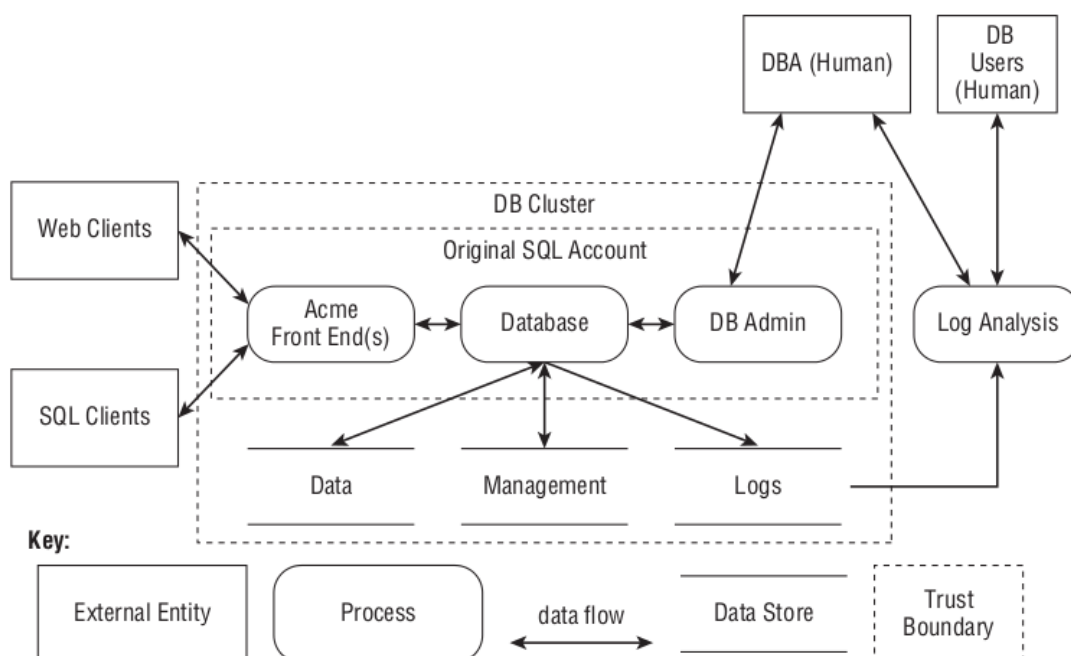 DBA (Human)
DB
Users
(Human)
DB Cluster
Web Clients
Original SQL Account
Acme
Front End(s)
Database
DB Admin
Log Analysis
SQL Clients
Data
Management
Logs
Key:
External Entity
Process
data flow
Data Store
Trust
Boundary